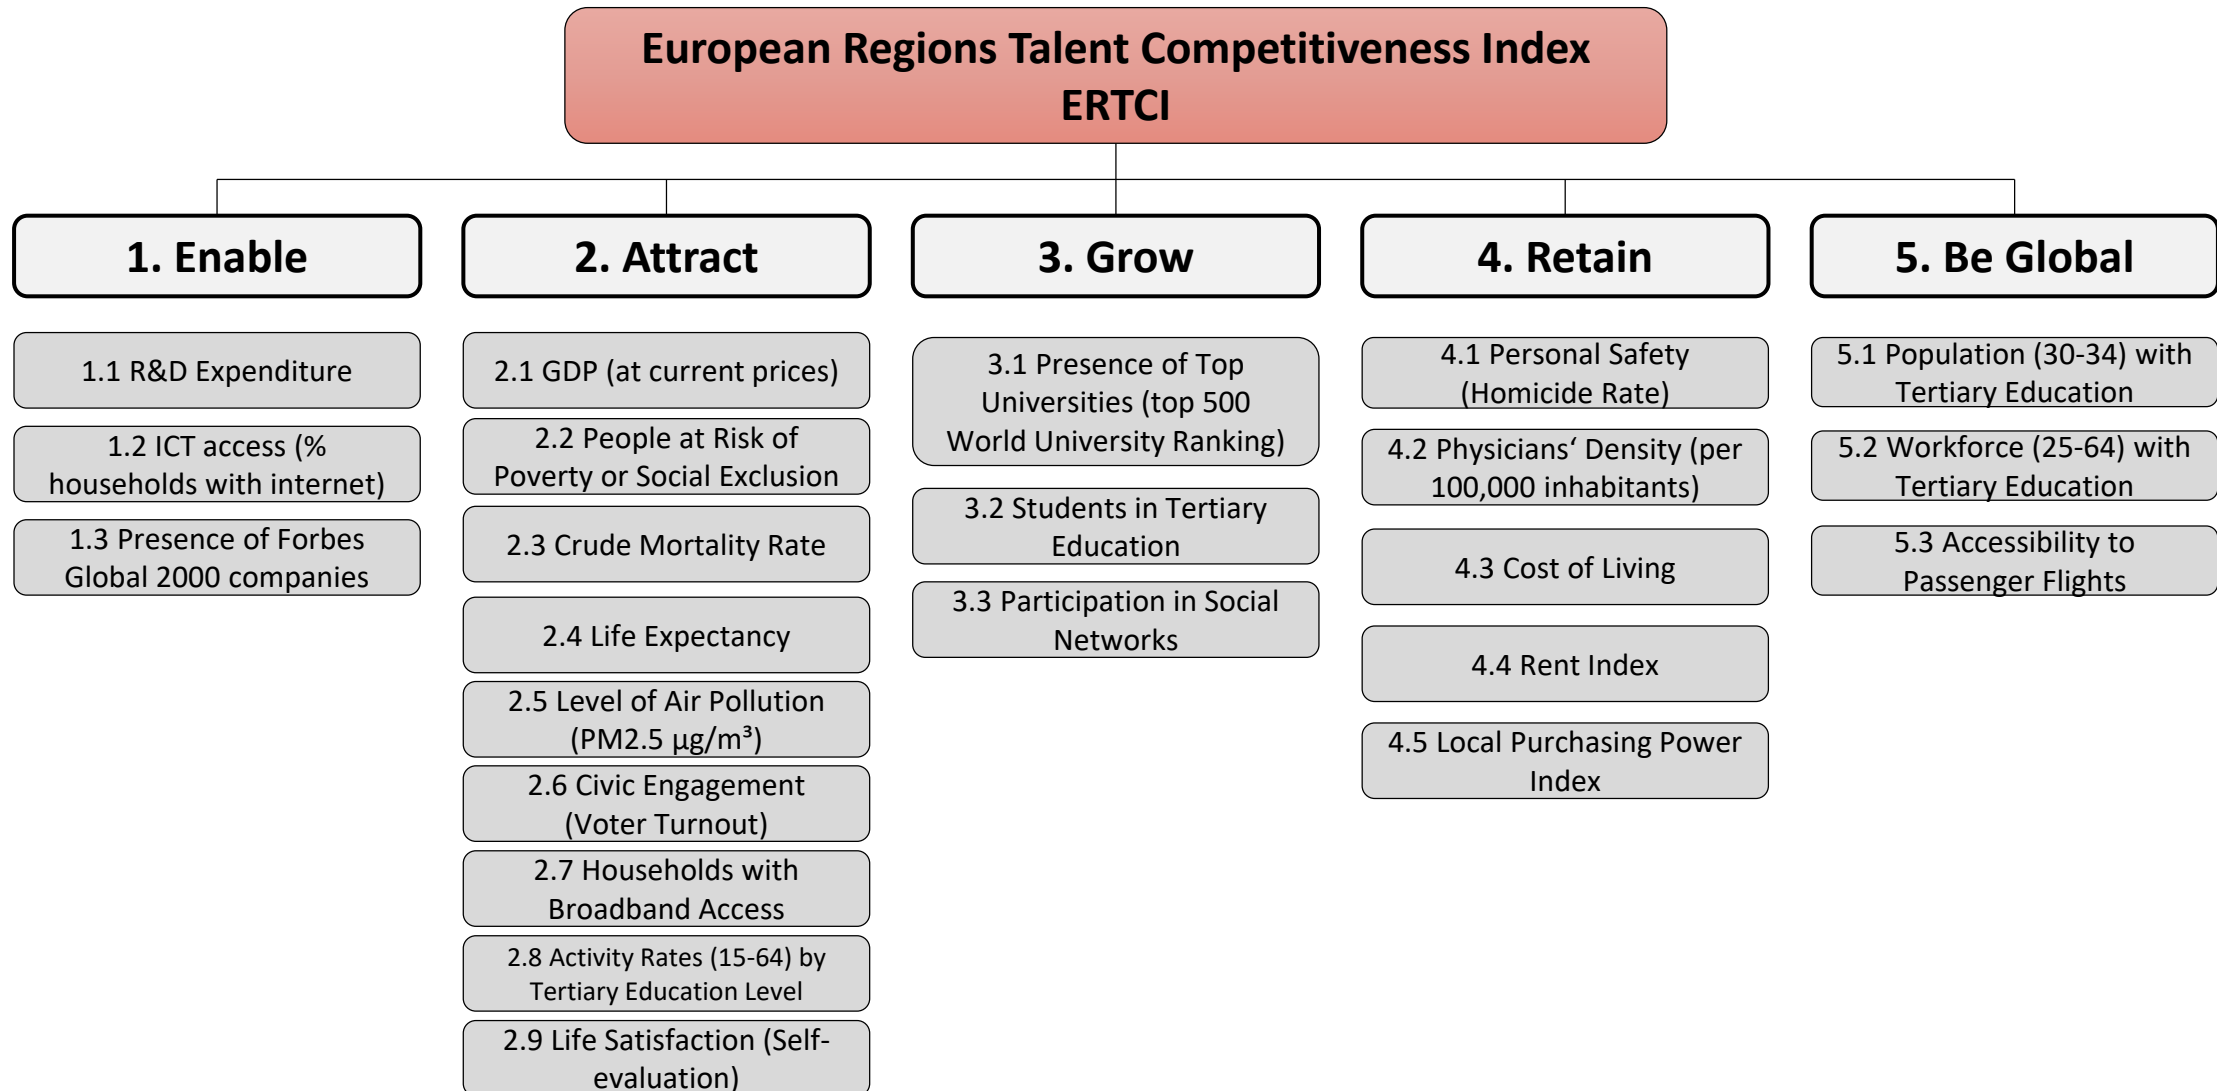 European Regions Talent Competitiveness Index
ERTCI
1. Enable
1.1 R&D Expenditure
1.2 ICT access (%
households with internet)
1.3 Presence of Forbes
Global 2000 companies
2. Attract
2.1 GDP (at current prices)
2.2 People at Risk of
Poverty or Social Exclusion
2.3 Crude Mortality Rate
2.4 Life Expectancy
2.5 Level of Air Pollution
(PM2.5 µg/m³)
2.6 Civic Engagement
(Voter Turnout)
2.7 Households with
Broadband Access
2.8 Activity Rates (15-64) by
Tertiary Education Level
2.9 Life Satisfaction (Self-
evaluation)
3. Grow
3.1 Presence of Top
Universities (top 500
World University Ranking)
3.2 Students in Tertiary
Education
3.3 Participation in Social
Networks
4. Retain
4.1 Personal Safety
(Homicide Rate)
4.2 Physicians‘ Density (per
100,000 inhabitants)
4.3 Cost of Living
4.4 Rent Index
4.5 Local Purchasing Power
Index
5. Be Global
5.1 Population (30-34) with
Tertiary Education
5.2 Workforce (25-64) with
Tertiary Education
5.3 Accessibility to
Passenger Flights